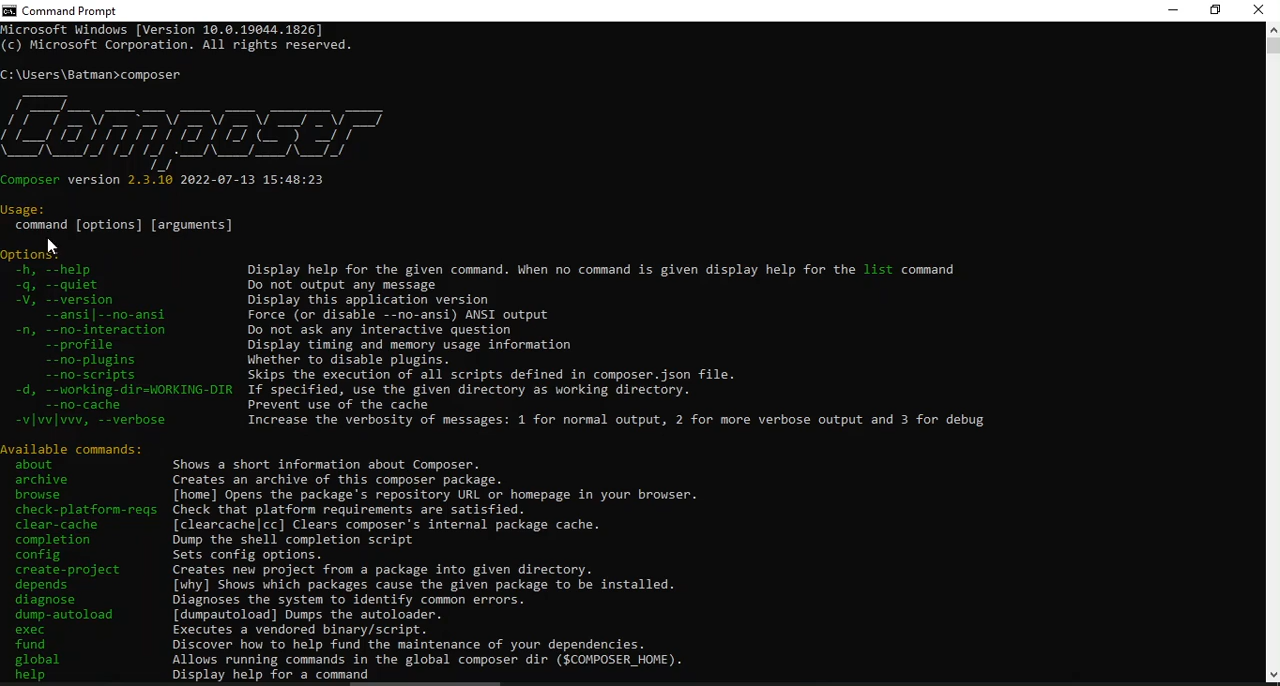 Command Prompt
Microsoft Windows [Version 10.0.19044.1826]
(c) Microsoft Corporation. All rights reserved.
C:\Users\Batman>composer
Composer
Composer version 2.3.10 2022-07-13 15:48:23
Usage:
command [options] [arguments]
Options:
-h, --help Display help for the given command. When no command is given display help for the list command
-q, --quiet Do not output any message
-V, --version Display this application version
--ansi|--no-ansi Force (or disable --no-ansi) ANSI output
-n, --no-interaction Do not ask any interactive question
--profile Display timing and memory usage information
--no-plugins Whether to disable plugins.
--no-scripts Skips the execution of all scripts defined in composer.json file.
-d, --working-dir=WORKING-DIR If specified, use the given directory as working directory.
--no-cache Prevent use of the cache
-v|vv|vvv, --verbose Increase the verbosity of messages: 1 for normal output, 2 for more verbose output and 3 for debug
Available commands:
about Shows a short information about Composer.
archive Creates an archive of this composer package.
browse [home] Opens the package's repository URL or homepage in your browser.
check-platform-reqs Check that platform requirements are satisfied.
clear-cache [clearcache|cc] Clears composer's internal package cache.
completion Dump the shell completion script
config Sets config options.
create-project Creates new project from a package into given directory.
depends [why] Shows which packages cause the given package to be installed.
diagnose Diagnoses the system to identify common errors.
dump-autoload [dumpautoload] Dumps the autoloader.
exec Executes a vendored binary/script.
fund Discover how to help fund the maintenance of your dependencies.
global Allows running commands in the global composer dir ($COMPOSER_HOME).
help Display help for a command